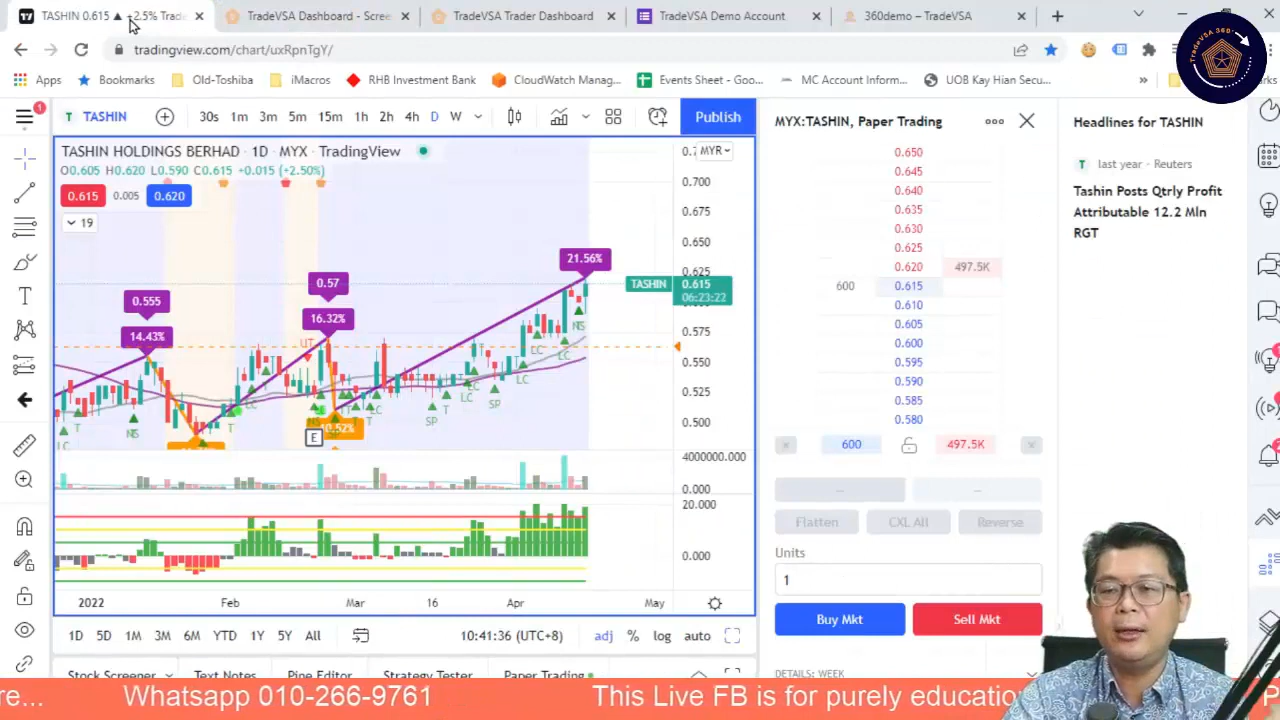 TASHIN 0.615 ▲ +2.5% Trade
TradeVSA Dashboard - Scree
TradeVSA Trader Dashboard
TradeVSA Demo Account
360demo – TradeVSA
tradingview.com/chart/uxRpnTgY/
TradeVSA 360°
Apps
Bookmarks
Old-Toshiba
iMacros
RHB Investment Bank
CloudWatch Manag...
Events Sheet - Goo...
MC Account Inform...
UOB Kay Hian Secu...
»
1
T TASHIN
30s 1m 3m 5m 15m 1h 2h 4h D W
Publish
TASHIN HOLDINGS BERHAD · 1D · MYX · TradingView
MYR
O0.605 H0.620 L0.590 C0.615 +0.015 (+2.50%)
0.615 0.005 0.620
19
0.700
0.675
0.650
0.625
TASHIN 0.615
06:23:22
0.575
0.550
0.525
0.500
4000000.000
0.000
20.000
0.000
0.555
14.43%
0.57
16.32%
21.56%
UT
E
LC
NS
SP
2022 Feb Mar 16 Apr May
1D 5D 1M 3M 6M YTD 1Y 5Y All
10:41:36 (UTC+8)
adj % log auto
Stock Screener
Text Notes
Pine Editor
Strategy Tester
Paper Trading
MYX:TASHIN, Paper Trading
0.650
0.645
0.640
0.635
0.630
0.625
0.620 497.5K
600 0.615
0.610
0.605
0.600
0.595
0.590
0.585
0.580
600 497.5K
Flatten CXL All Reverse
Units
1
Buy Mkt Sell Mkt
Headlines for TASHIN
T last year · Reuters
Tashin Posts Qtrly Profit
Attributable 12.2 Mln
RGT
DETAILS: WEEK
re... Whatsapp 010-266-9761 This Live FB is for purely education